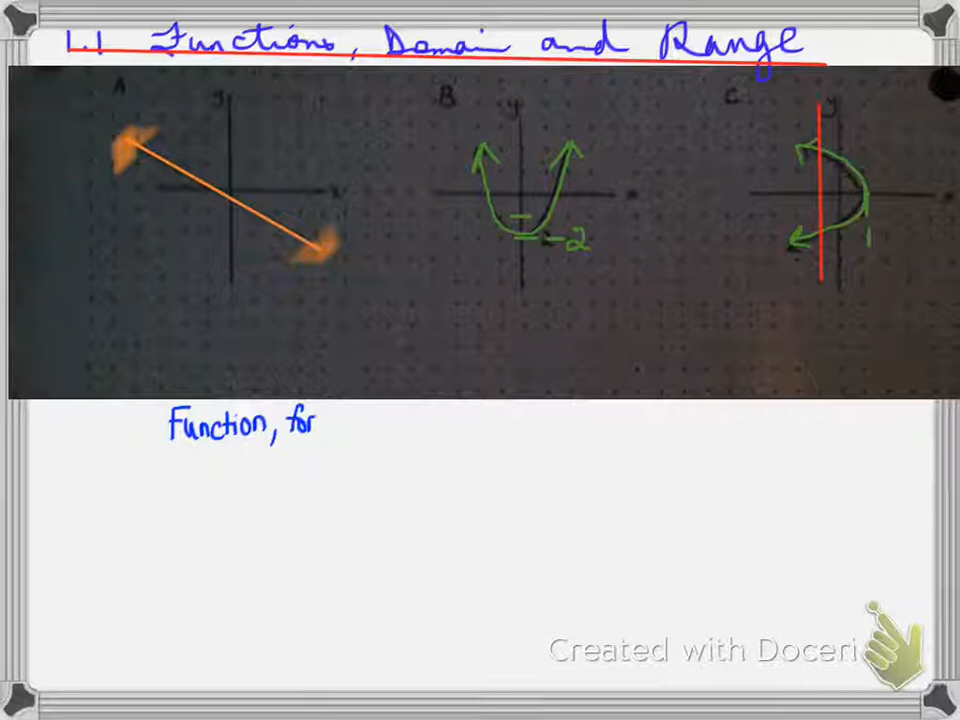 1.1 Functions, Domain and Range
A y x B y x C y x
-2 1
Function, for
Created with Doceri